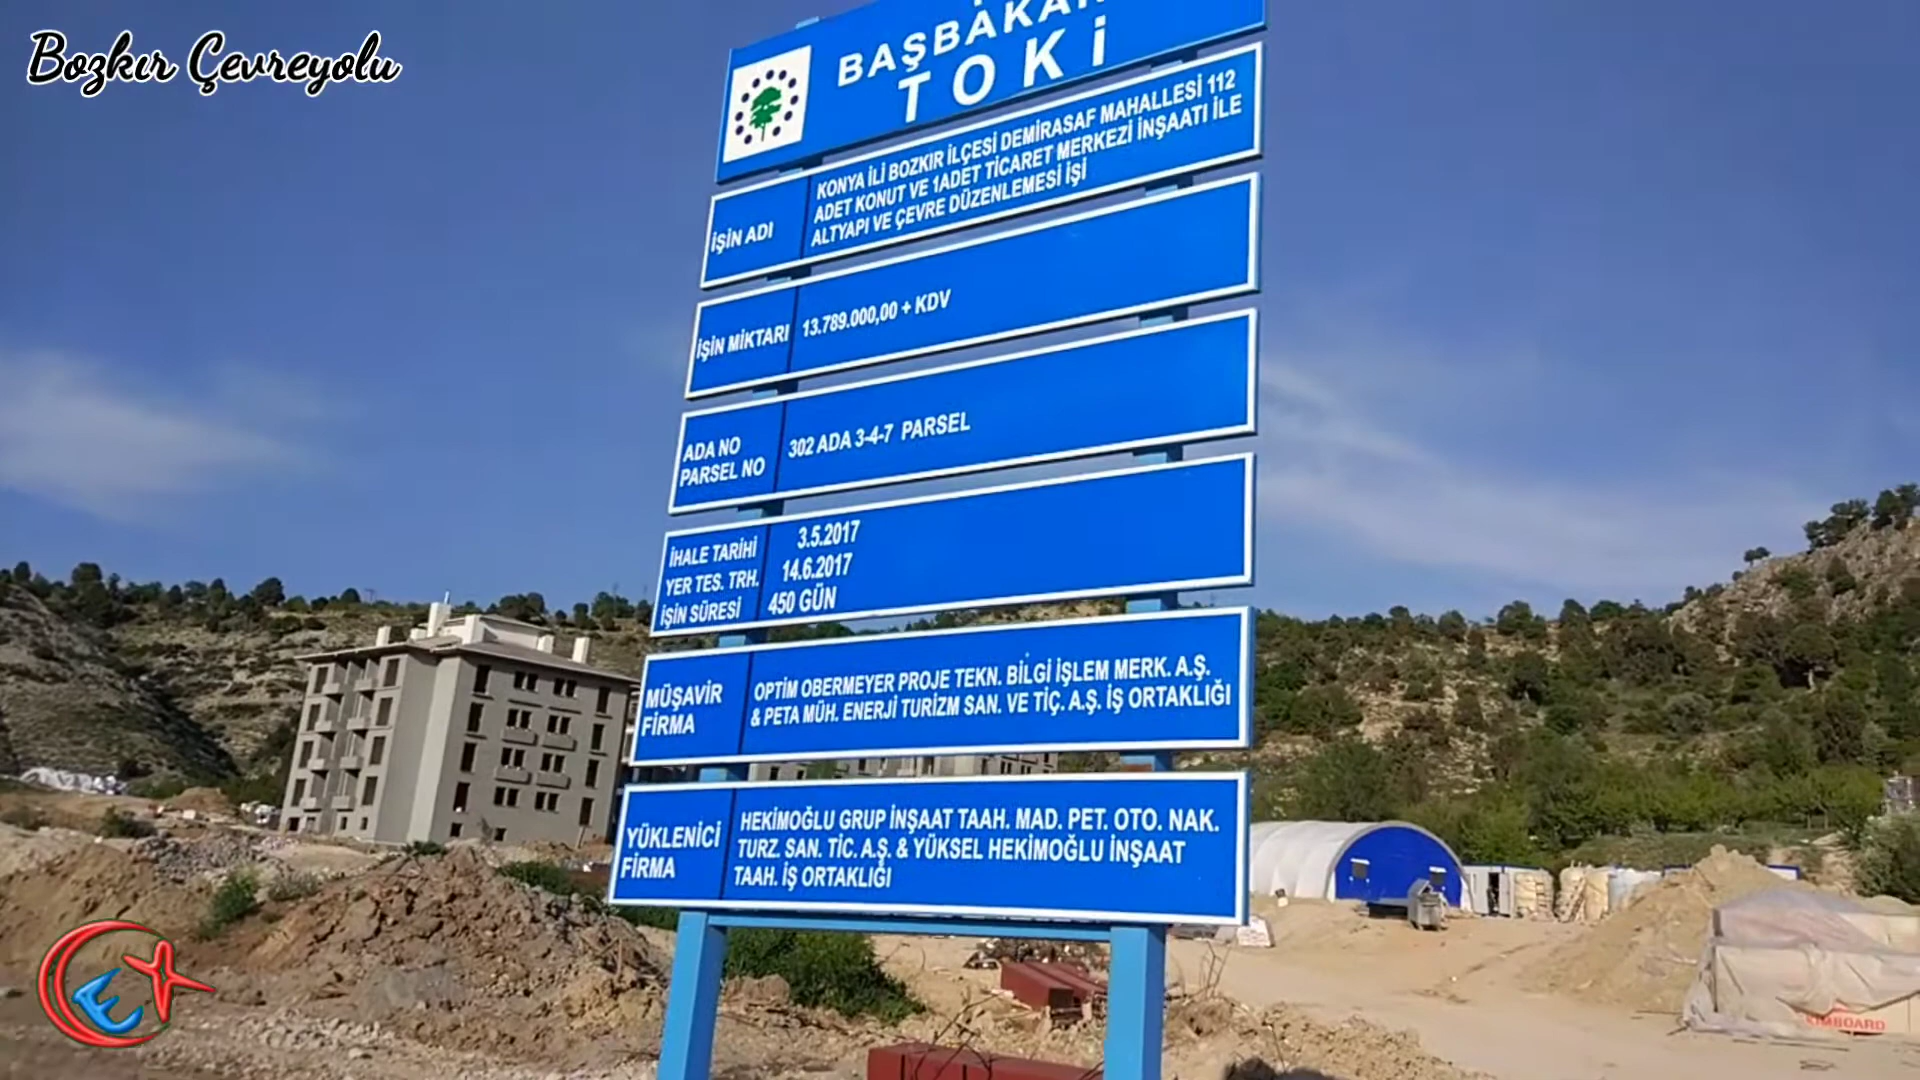 Bozkır Çevreyolu
TOKİ
İŞİN ADI
KONYA İLİ BOZKIR İLÇESİ DEMİRASAF MAHALLESİ 112
ADET KONUT VE 1ADET TİCARET MERKEZİ İNŞAATI İLE
ALTYAPI VE ÇEVRE DÜZENLEMESİ İŞİ
İŞİN MİKTARI
13.789.000,00 + KDV
ADA NO
PARSEL NO
302 ADA 3-4-7 PARSEL
İHALE TARİHİ 3.5.2017
YER TES. TRH. 14.6.2017
İŞİN SÜRESİ 450 GÜN
MÜŞAVİR
FİRMA
OPTİM OBERMEYER PROJE TEKN. BİLGİ İŞLEM MERK. A.Ş.
& PETA MÜH. ENERJİ TURİZM SAN. VE TİÇ. A.Ş. İŞ ORTAKLIĞI
YÜKLENİCİ
FİRMA
HEKİMOĞLU GRUP İNŞAAT TAAH. MAD. PET. OTO. NAK.
TURZ. SAN. TİC. A.Ş. & YÜKSEL HEKİMOĞLU İNŞAAT
TAAH. İŞ ORTAKLIĞI